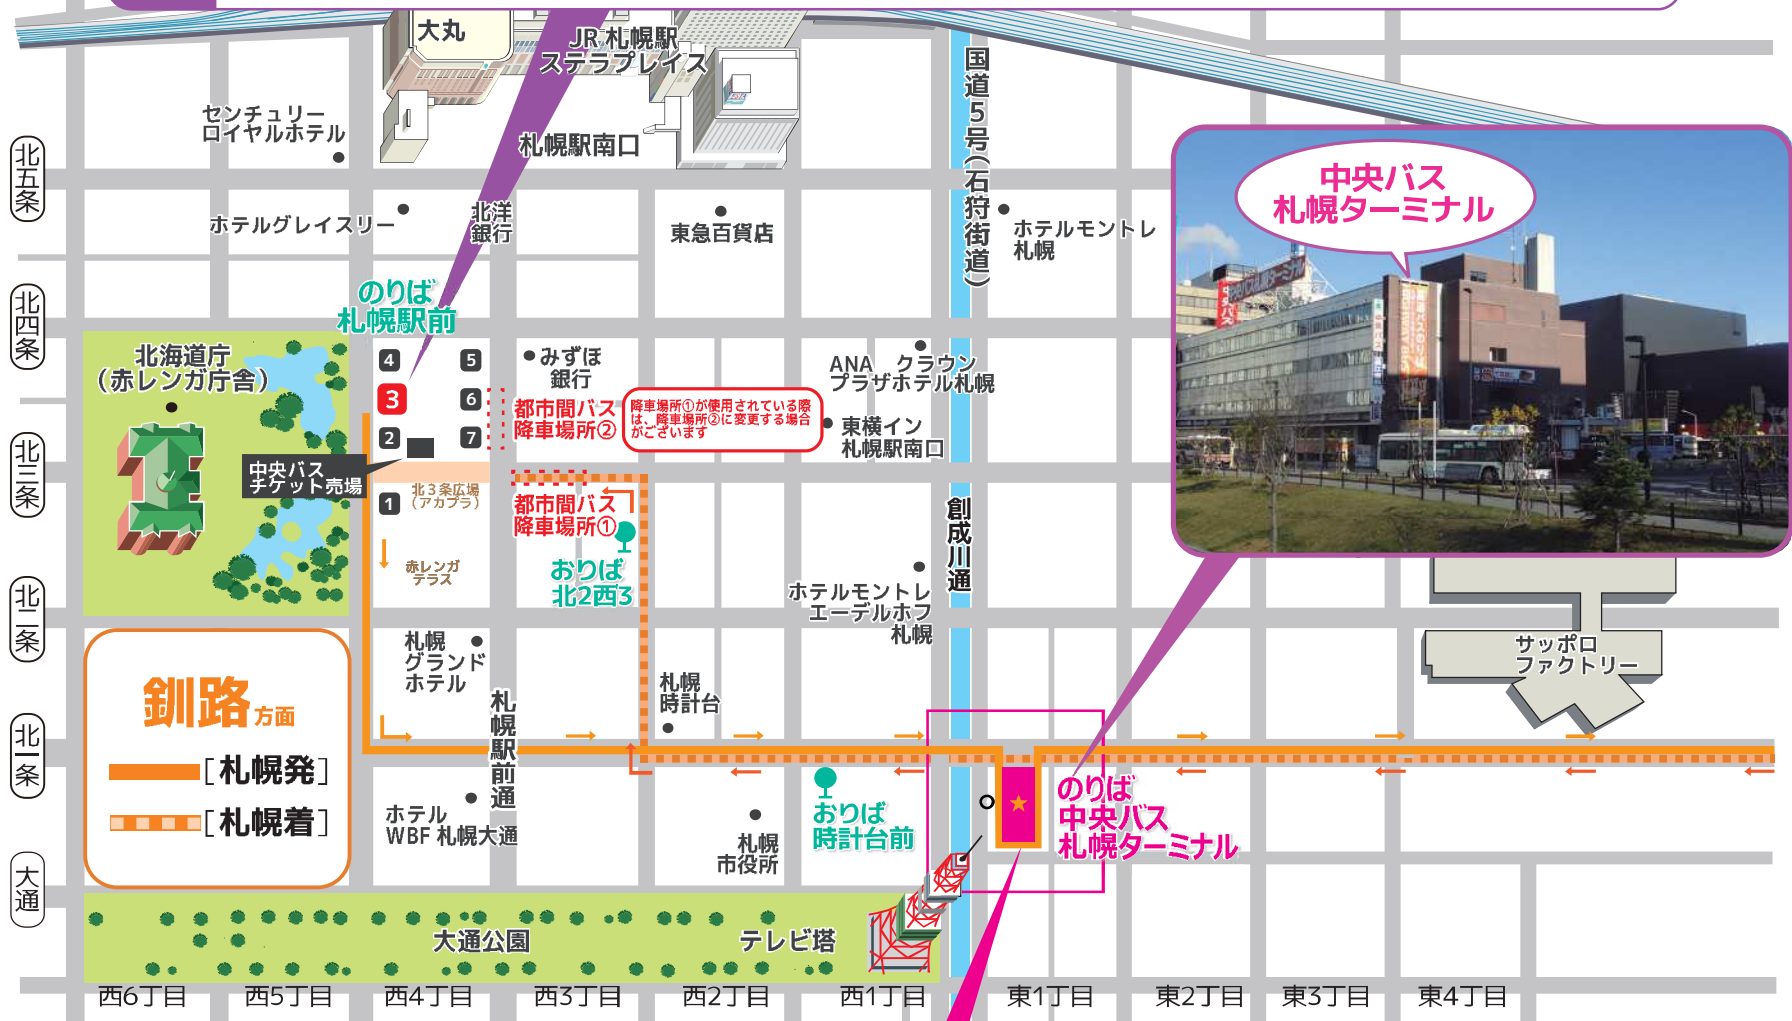 大丸
JR 札幌駅
ステラプレイス
センチュリー
ロイヤルホテル
札幌駅南口
国道5号(石狩街道)
北五条
ホテルグレイスリー
北洋
銀行
東急百貨店
ホテルモントレ
札幌
中央バス
札幌ターミナル
北四条
のりば
札幌駅前
北海道庁
(赤レンガ庁舎)
4
5
3
6
2
7
1
みずほ
銀行
都市間バス
降車場所②
降車場所①が使用されている際
は、降車場所②に変更する場合
がございます
ANA クラウン
プラザホテル札幌
東横イン
札幌駅南口
北三条
中央バス
チケット売場
北3条広場
(アカプラ)
都市間バス
降車場所①
赤レンガ
テラス
おりば
北2西3
創成川通
ホテルモントレ
エーデルホフ
札幌
北二条
札幌
グランド
ホテル
札幌
時計台
サッポロ
ファクトリー
釧路方面
[札幌発]
[札幌着]
北一条
札幌駅前通
ホテル
WBF 札幌大通
札幌
市役所
おりば
時計台前
のりば
中央バス
札幌ターミナル
大通
大通公園
テレビ塔
西6丁目
西5丁目
西4丁目
西3丁目
西2丁目
西1丁目
東1丁目
東2丁目
東3丁目
東4丁目